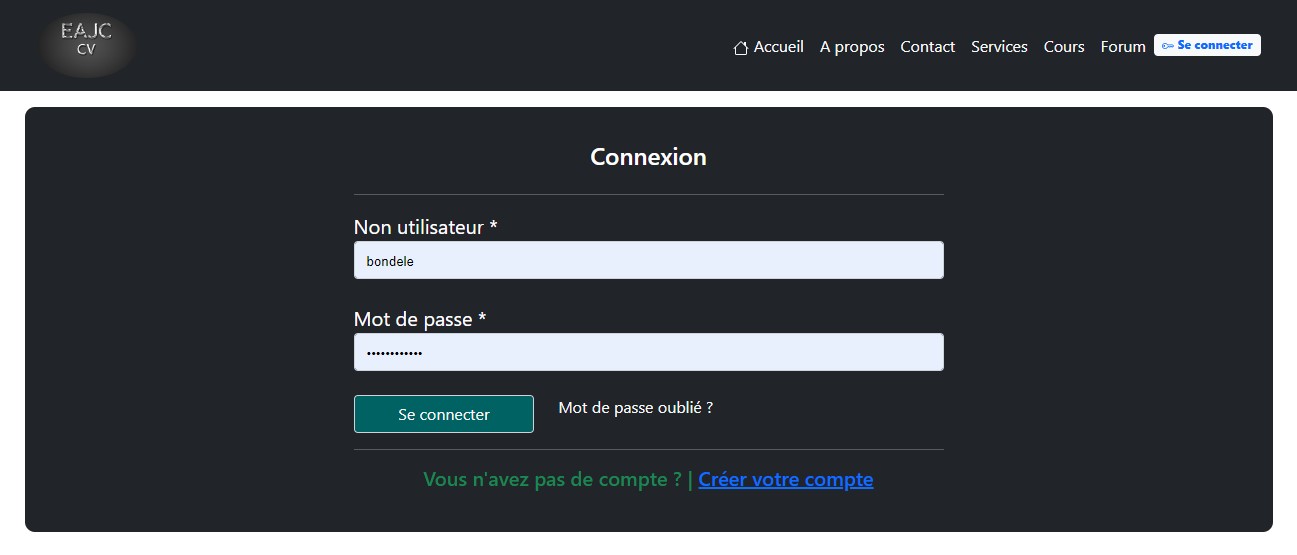 EAJC
CV
Accueil A propos Contact Services Cours Forum Se connecter
Connexion
Non utilisateur *
bondele
Mot de passe *
••••••••••••
Se connecter Mot de passe oublié ?
Vous n'avez pas de compte ? | Créer votre compte